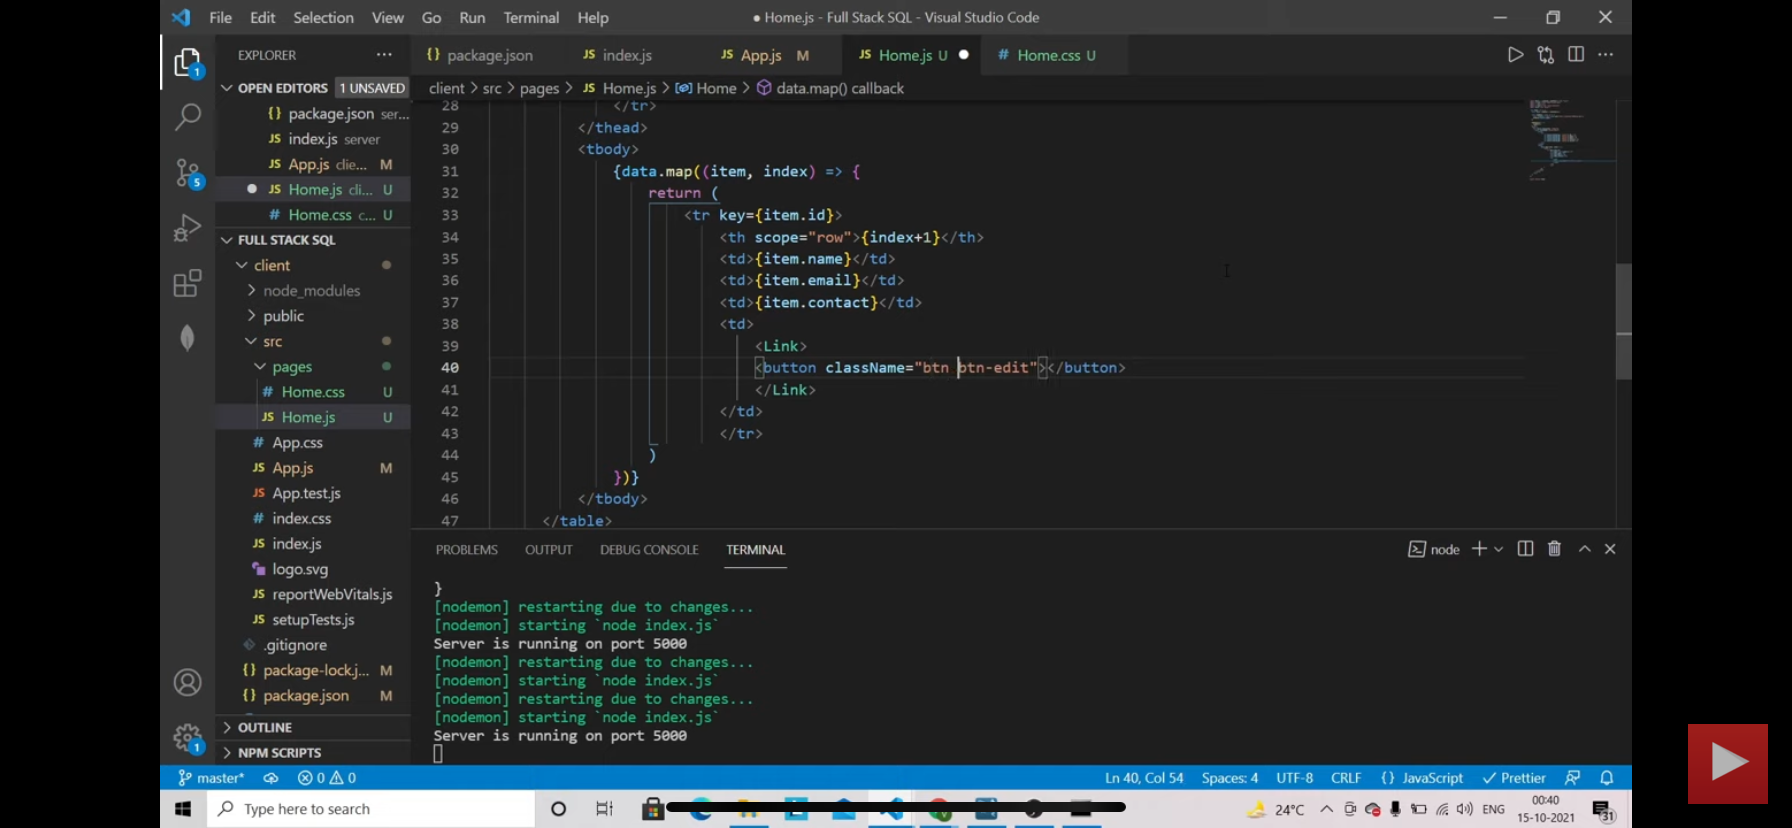 File Edit Selection View Go Run Terminal Help
● Home.js - Full Stack SQL - Visual Studio Code
EXPLORER
{} package.json
JS index.js
JS App.js M
JS Home.js U
# Home.css U
OPEN EDITORS 1 UNSAVED
client > src > pages > JS Home.js > Home > data.map() callback
{} package.json ser...
JS index.js server
JS App.js clie... M
JS Home.js cli... U
# Home.css c... U
FULL STACK SQL
client
node_modules
public
src
pages
# Home.css U
JS Home.js U
# App.css
JS App.js M
JS App.test.js
# index.css
JS index.js
logo.svg
JS reportWebVitals.js
JS setupTests.js
.gitignore
{} package-lock.j... M
{} package.json M
OUTLINE
NPM SCRIPTS
28 </tr>
29 </thead>
30 <tbody>
31 {data.map((item, index) => {
32 return (
33 <tr key={item.id}>
34 <th scope="row">{index+1}</th>
35 <td>{item.name}</td>
36 <td>{item.email}</td>
37 <td>{item.contact}</td>
38 <td>
39 <Link>
40 <button className="btn btn-edit"></button>
41 </Link>
42 </td>
43 </tr>
44 )
45 })}
46 </tbody>
47 </table>
PROBLEMS OUTPUT DEBUG CONSOLE TERMINAL
node
}
[nodemon] restarting due to changes...
[nodemon] starting `node index.js`
Server is running on port 5000
[nodemon] restarting due to changes...
[nodemon] starting `node index.js`
[nodemon] restarting due to changes...
[nodemon] starting `node index.js`
Server is running on port 5000
1
5
1
master* 0 0
Ln 40, Col 54 Spaces: 4 UTF-8 CRLF {} JavaScript Prettier
Type here to search
24°C ENG
00:40
15-10-2021
31